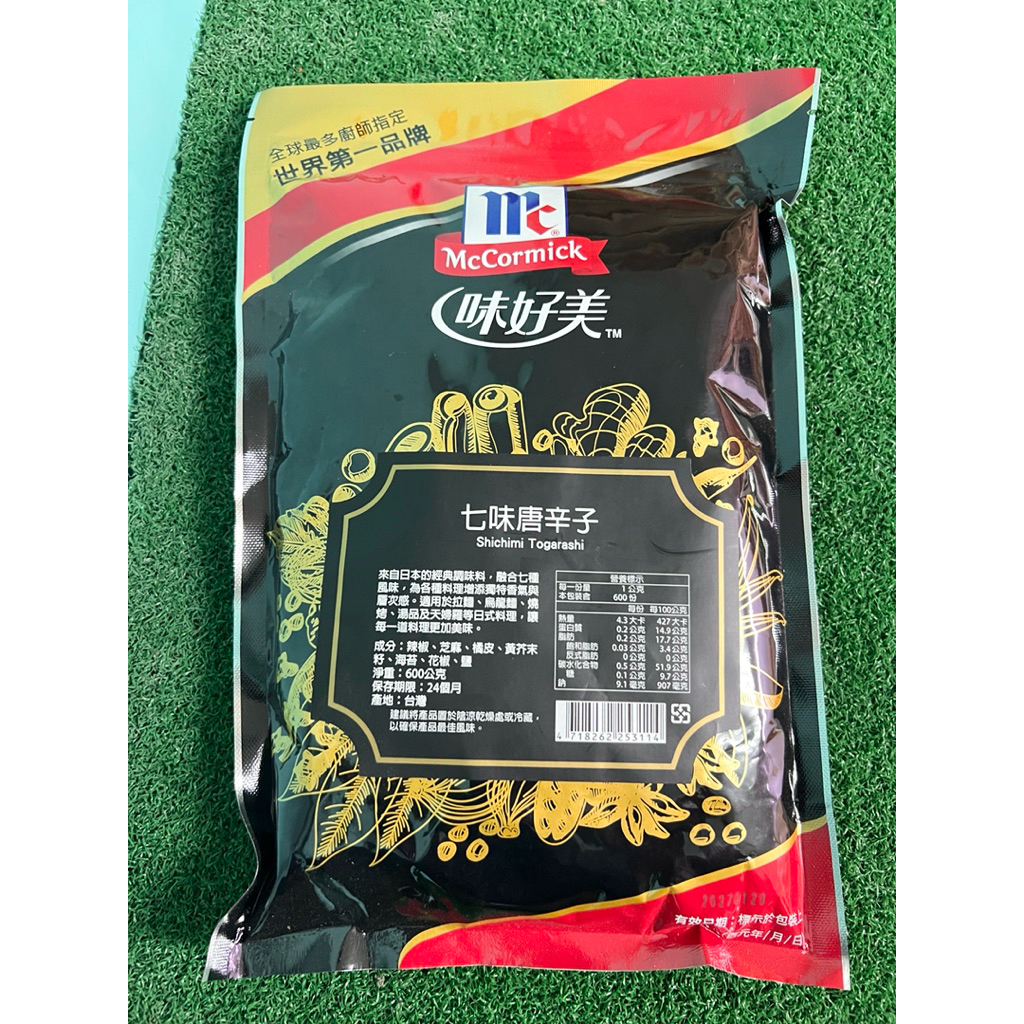 全球最多廚師指定
世界第一品牌
Mc®
McCormick
味好美™
七味唐辛子
Shichimi Togarashi
來自日本的經典調味料，融合七種
風味，為各種料理增添獨特香氣與
層次感。適用於拉麵、烏龍麵、燒
烤、湯品及天婦羅等日式料理，讓
每一道料理更加美味。
成分：辣椒、芝麻、橘皮、黃芥末
籽、海苔、花椒、鹽
淨重：600公克
保存期限：24個月
產地：台灣
建議將產品置於陰涼乾燥處或冷藏，
以確保產品最佳風味。
營養標示
每一份量 1 公克
本包裝含 600 份
每份 每100公克
熱量 4.3 大卡 427 大卡
蛋白質 0.2 公克 14.9 公克
脂肪 0.2 公克 17.7 公克
飽和脂肪 0.03 公克 3.4 公克
反式脂肪 0 公克 0 公克
碳水化合物 0.5 公克 51.9 公克
糖 0.1 公克 9.7 公克
鈉 9.1 毫克 907 毫克
4 718262 253114
有效日期：標示於包裝
元年/月/日